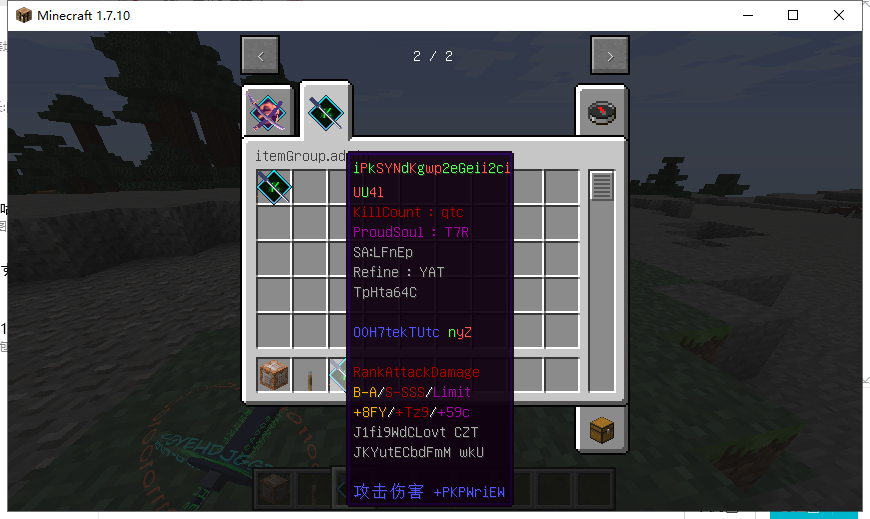 Minecraft 1.7.10
2 / 2
itemGroup.ad
iPkSYNdKgwp2eGeii2ci
UU4l
KillCount : qtc
ProudSoul : T7R
SA:LFnEp
Refine : YAT
TpHta64C
OOH7tekTUtc nyZ
RankAttackDamage
B-A/S-SSS/Limit
+8FY/+Tz9/+59c
J1fi9WdCLovt CZT
JKYutECbdFmM wkU
攻击伤害 +PKPWriEW